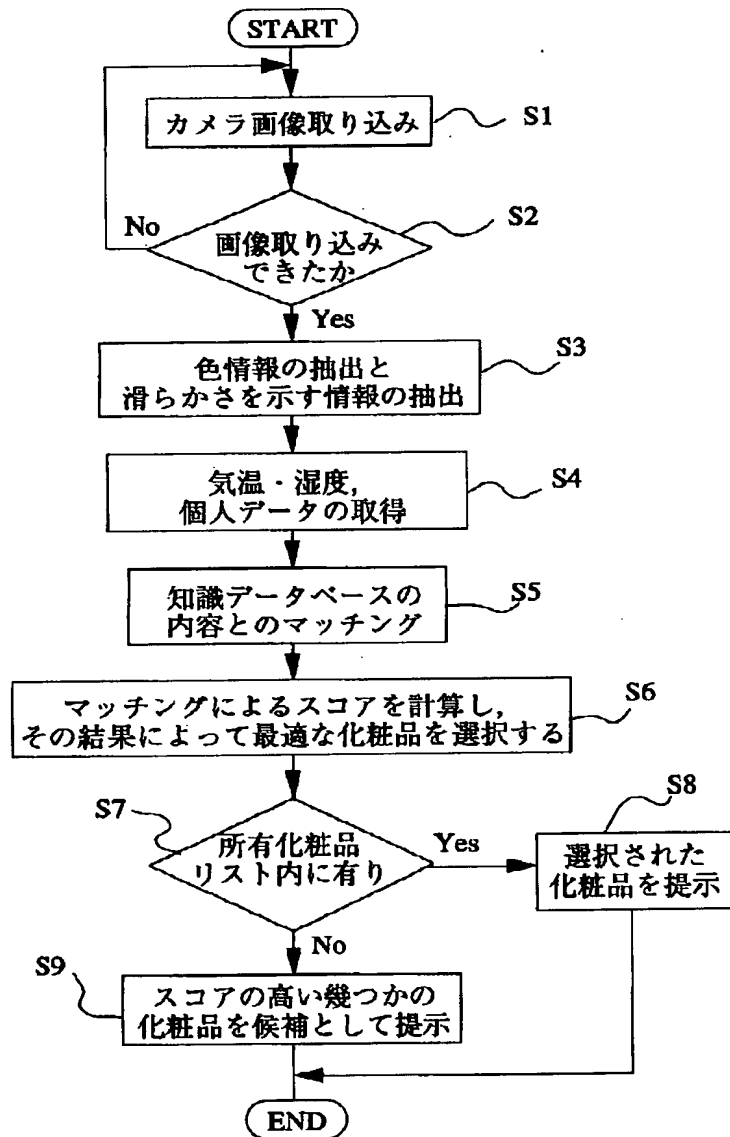 START
カメラ画像取り込み
S1
No
S2
画像取り込み
できたか
Yes
色情報の抽出と
滑らかさを示す情報の抽出
S3
気温・湿度,
個人データの取得
S4
知識データベースの
内容とのマッチング
S5
マッチングによるスコアを計算し,
その結果によって最適な化粧品を選択する
S6
S7
所有化粧品
リスト内に有り
Yes
S8
選択された
化粧品を提示
No
S9
スコアの高い幾つかの
化粧品を候補として提示
END